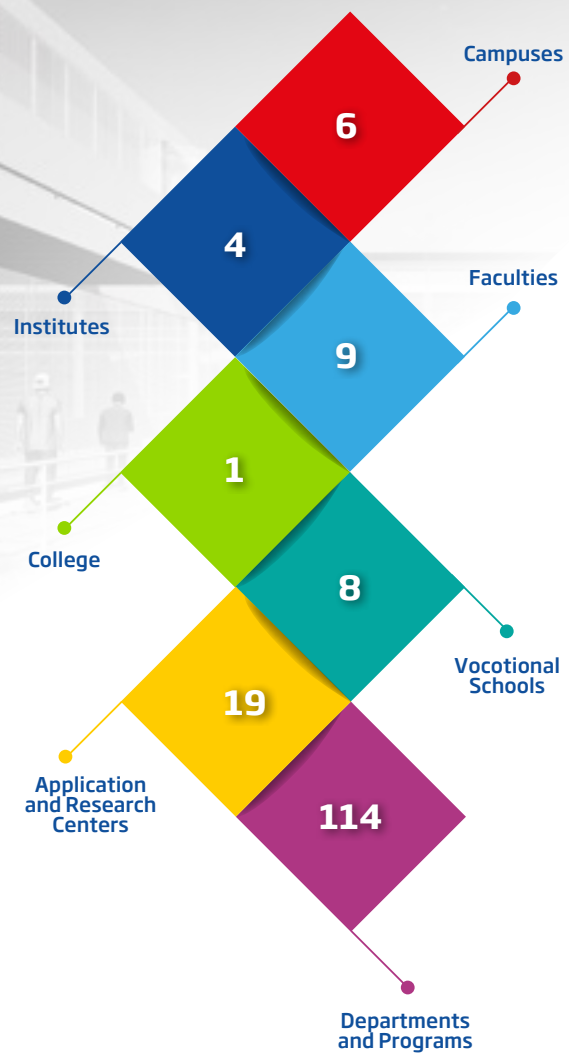 Campuses
6
4
Institutes
Faculties
9
1
College
8
Vocotional
Schools
19
Application
and Research
Centers
114
Departments
and Programs